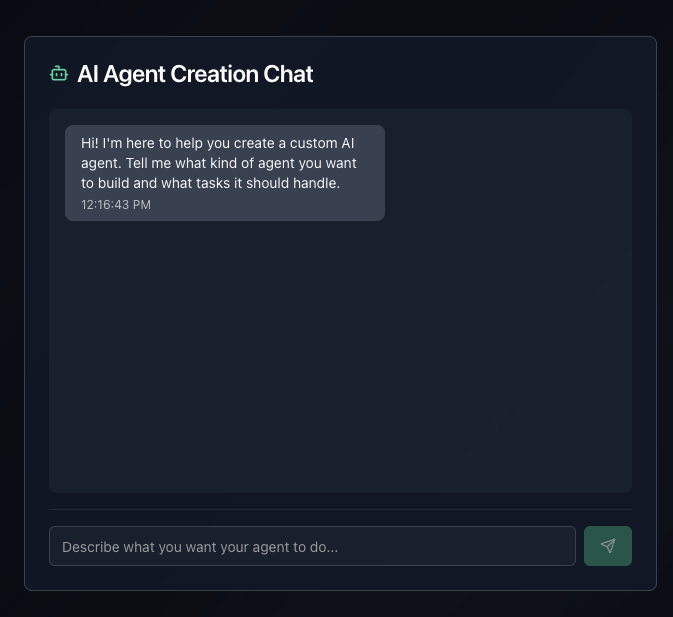 AI Agent Creation Chat
Hi! I'm here to help you create a custom AI
agent. Tell me what kind of agent you want
to build and what tasks it should handle.
12:16:43 PM
Describe what you want your agent to do...